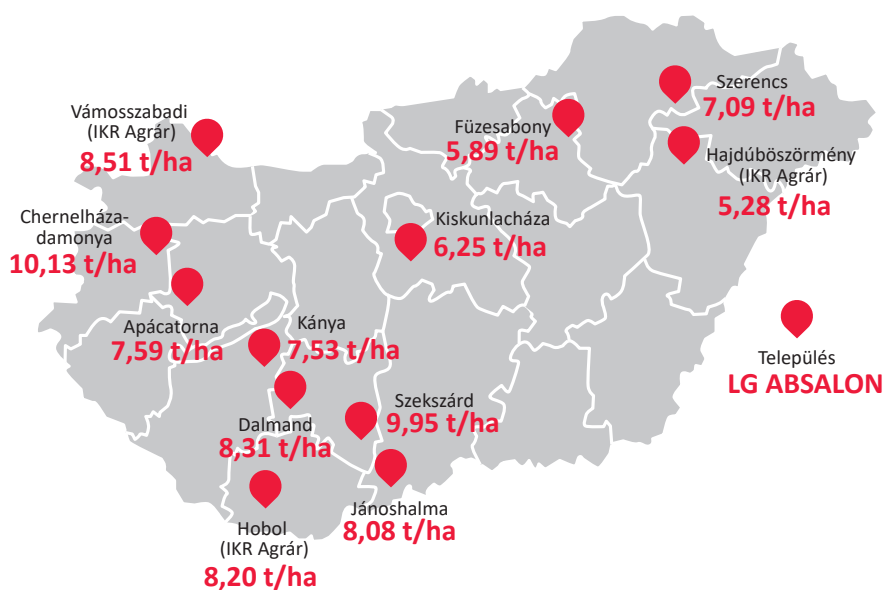 Szerencs
7,09 t/ha
Vámosszabadi
(IKR Agrár)
8,51 t/ha
Füzesabony
5,89 t/ha
Hajdúböszörmény
(IKR Agrár)
5,28 t/ha
Chernelháza-
damonya
10,13 t/ha
Kiskunlacháza
6,25 t/ha
Apácatorna
7,59 t/ha
Kánya
7,53 t/ha
Település
LG ABSALON
Szekszárd
9,95 t/ha
Dalmand
8,31 t/ha
Jánoshalma
8,08 t/ha
Hobol
(IKR Agrár)
8,20 t/ha